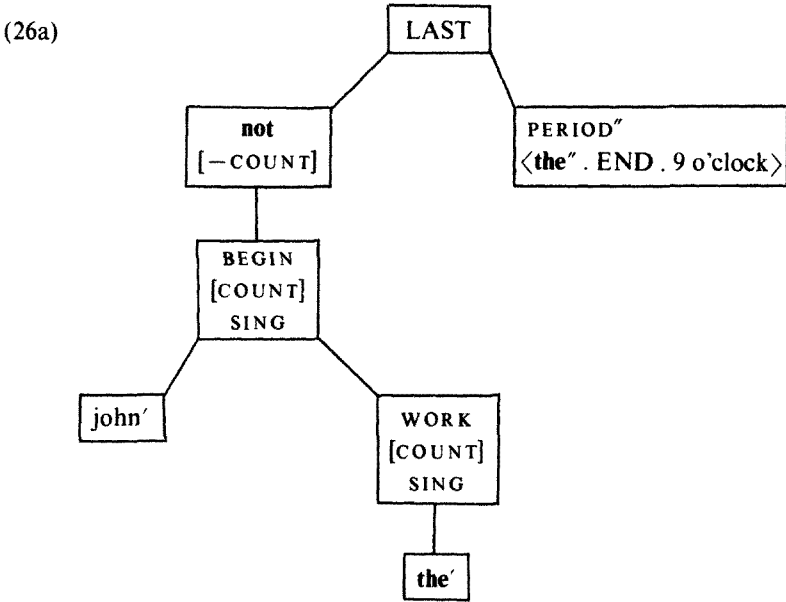 (26a)
LAST
not
[−COUNT]
PERIOD″
⟨the″ . END . 9 o'clock⟩
BEGIN
[COUNT]
SING
john′
WORK
[COUNT]
SING
the′